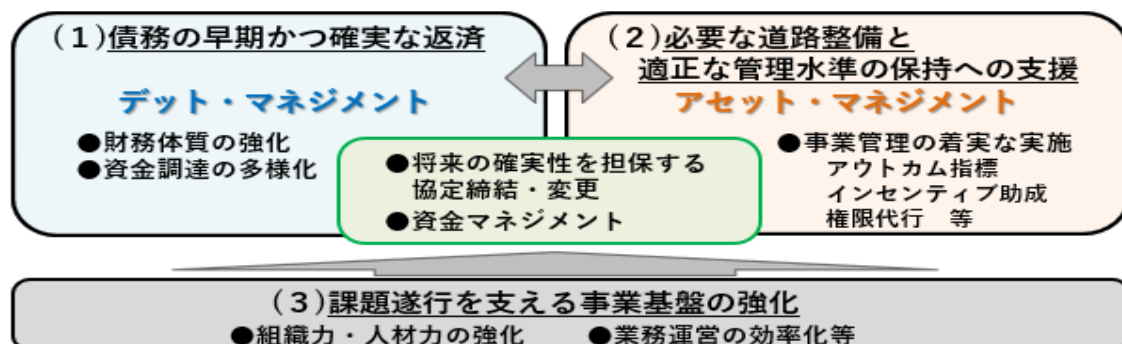 (1)債務の早期かつ確実な返済
デット・マネジメント
●財務体質の強化
●資金調達の多様化
(2)必要な道路整備と
適正な管理水準の保持への支援
アセット・マネジメント
●事業管理の着実な実施
アウトカム指標
インセンティブ助成
権限代行　等
●将来の確実性を担保する
協定締結・変更
●資金マネジメント
(3)課題遂行を支える事業基盤の強化
●組織力・人材力の強化　●業務運営の効率化等